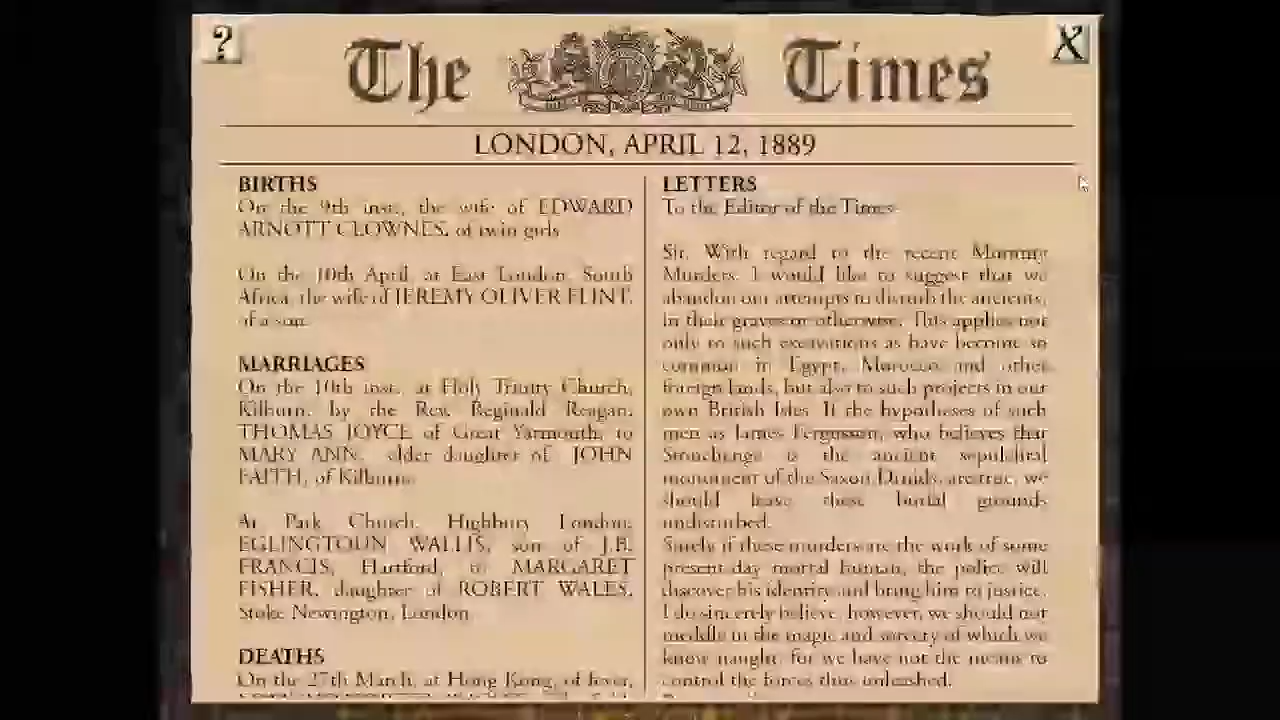 ?
X
The Times
LONDON, APRIL 12, 1889
BIRTHS
On the 9th inst., the wife of EDWARD
ARNOTT CLOWNES, of twin girls
On the 10th April, at East London, South
Africa, the wife of JEREMY OLIVER FLINT,
of a son.
MARRIAGES
On the 10th inst., at Holy Trinity Church,
Kilburn, by the Rev. Reginald Reagan,
THOMAS JOYCE of Great Yarmouth, to
MARY ANN, elder daughter of JOHN
FAITH, of Kilburn.
At Park Church, Highbury London,
EGLINGTOUN WALLIS, son of J.B.
FRANCIS, Hartford, to MARGARET
FISHER, daughter of ROBERT WALES,
Stoke Newington, London.
DEATHS
On the 27th March, at Hong Kong, of fever,
LETTERS
To the Editor of the Times
Sir, With regard to the recent Mummy
Murders, I would like to suggest that we
abandon our attempts to disturb the ancients,
in their graves or otherwise. This applies not
only to such excavations as have become so
common in Egypt, Morocco and other
foreign lands, but also to such projects in our
own British Isles. If the hypotheses of such
men as James Fergusson, who believes that
Stonehenge is the ancient sepulchral
monument of the Saxon Druids, are true, we
should leave these burial grounds
undisturbed.
Surely if these murders are the work of some
present-day mortal human, the police will
discover his identity and bring him to justice.
I do sincerely believe, however, we should not
meddle in the magic and sorcery of which we
know naught, for we have not the means to
control the forces thus unleashed.